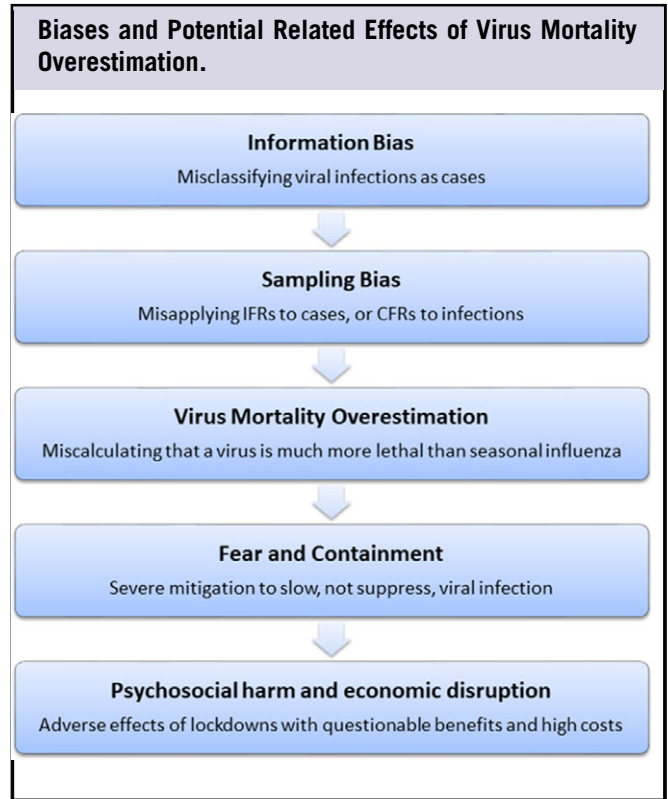 Biases and Potential Related Effects of Virus Mortality
Overestimation.
Information Bias
Misclassifying viral infections as cases
Sampling Bias
Misapplying IFRs to cases, or CFRs to infections
Virus Mortality Overestimation
Miscalculating that a virus is much more lethal than seasonal influenza
Fear and Containment
Severe mitigation to slow, not suppress, viral infection
Psychosocial harm and economic disruption
Adverse effects of lockdowns with questionable benefits and high costs